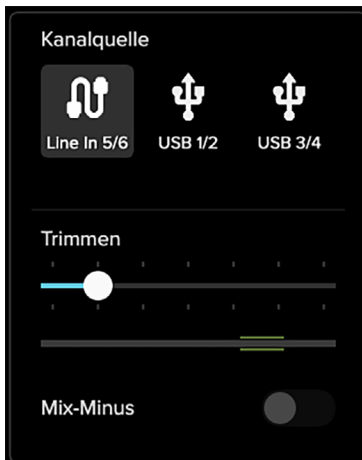 Kanalquelle
Line In 5/6 USB 1/2 USB 3/4
Trimmen
Mix-Minus